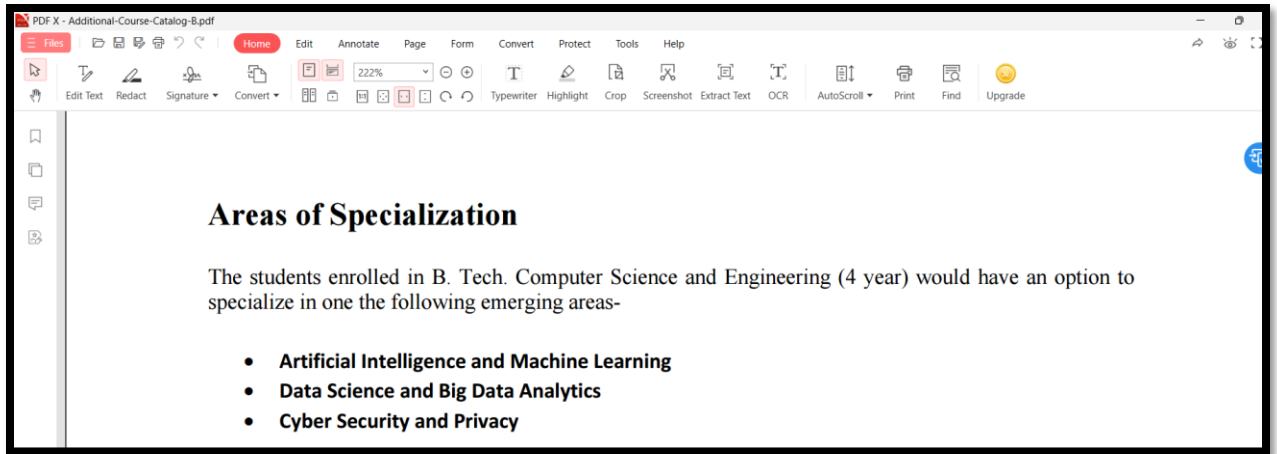 PDF X - Additional-Course-Catalog-B.pdf
Files Home Edit Annotate Page Form Convert Protect Tools Help
222%
Edit Text Redact Signature Convert Typewriter Highlight Crop Screenshot Extract Text OCR AutoScroll Print Find Upgrade
Areas of Specialization
The students enrolled in B. Tech. Computer Science and Engineering (4 year) would have an option to
specialize in one the following emerging areas-
• Artificial Intelligence and Machine Learning
• Data Science and Big Data Analytics
• Cyber Security and Privacy